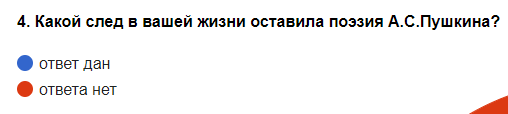 4. Какой след в вашей жизни оставила поэзия А.С.Пушкина?
ответ дан
ответа нет